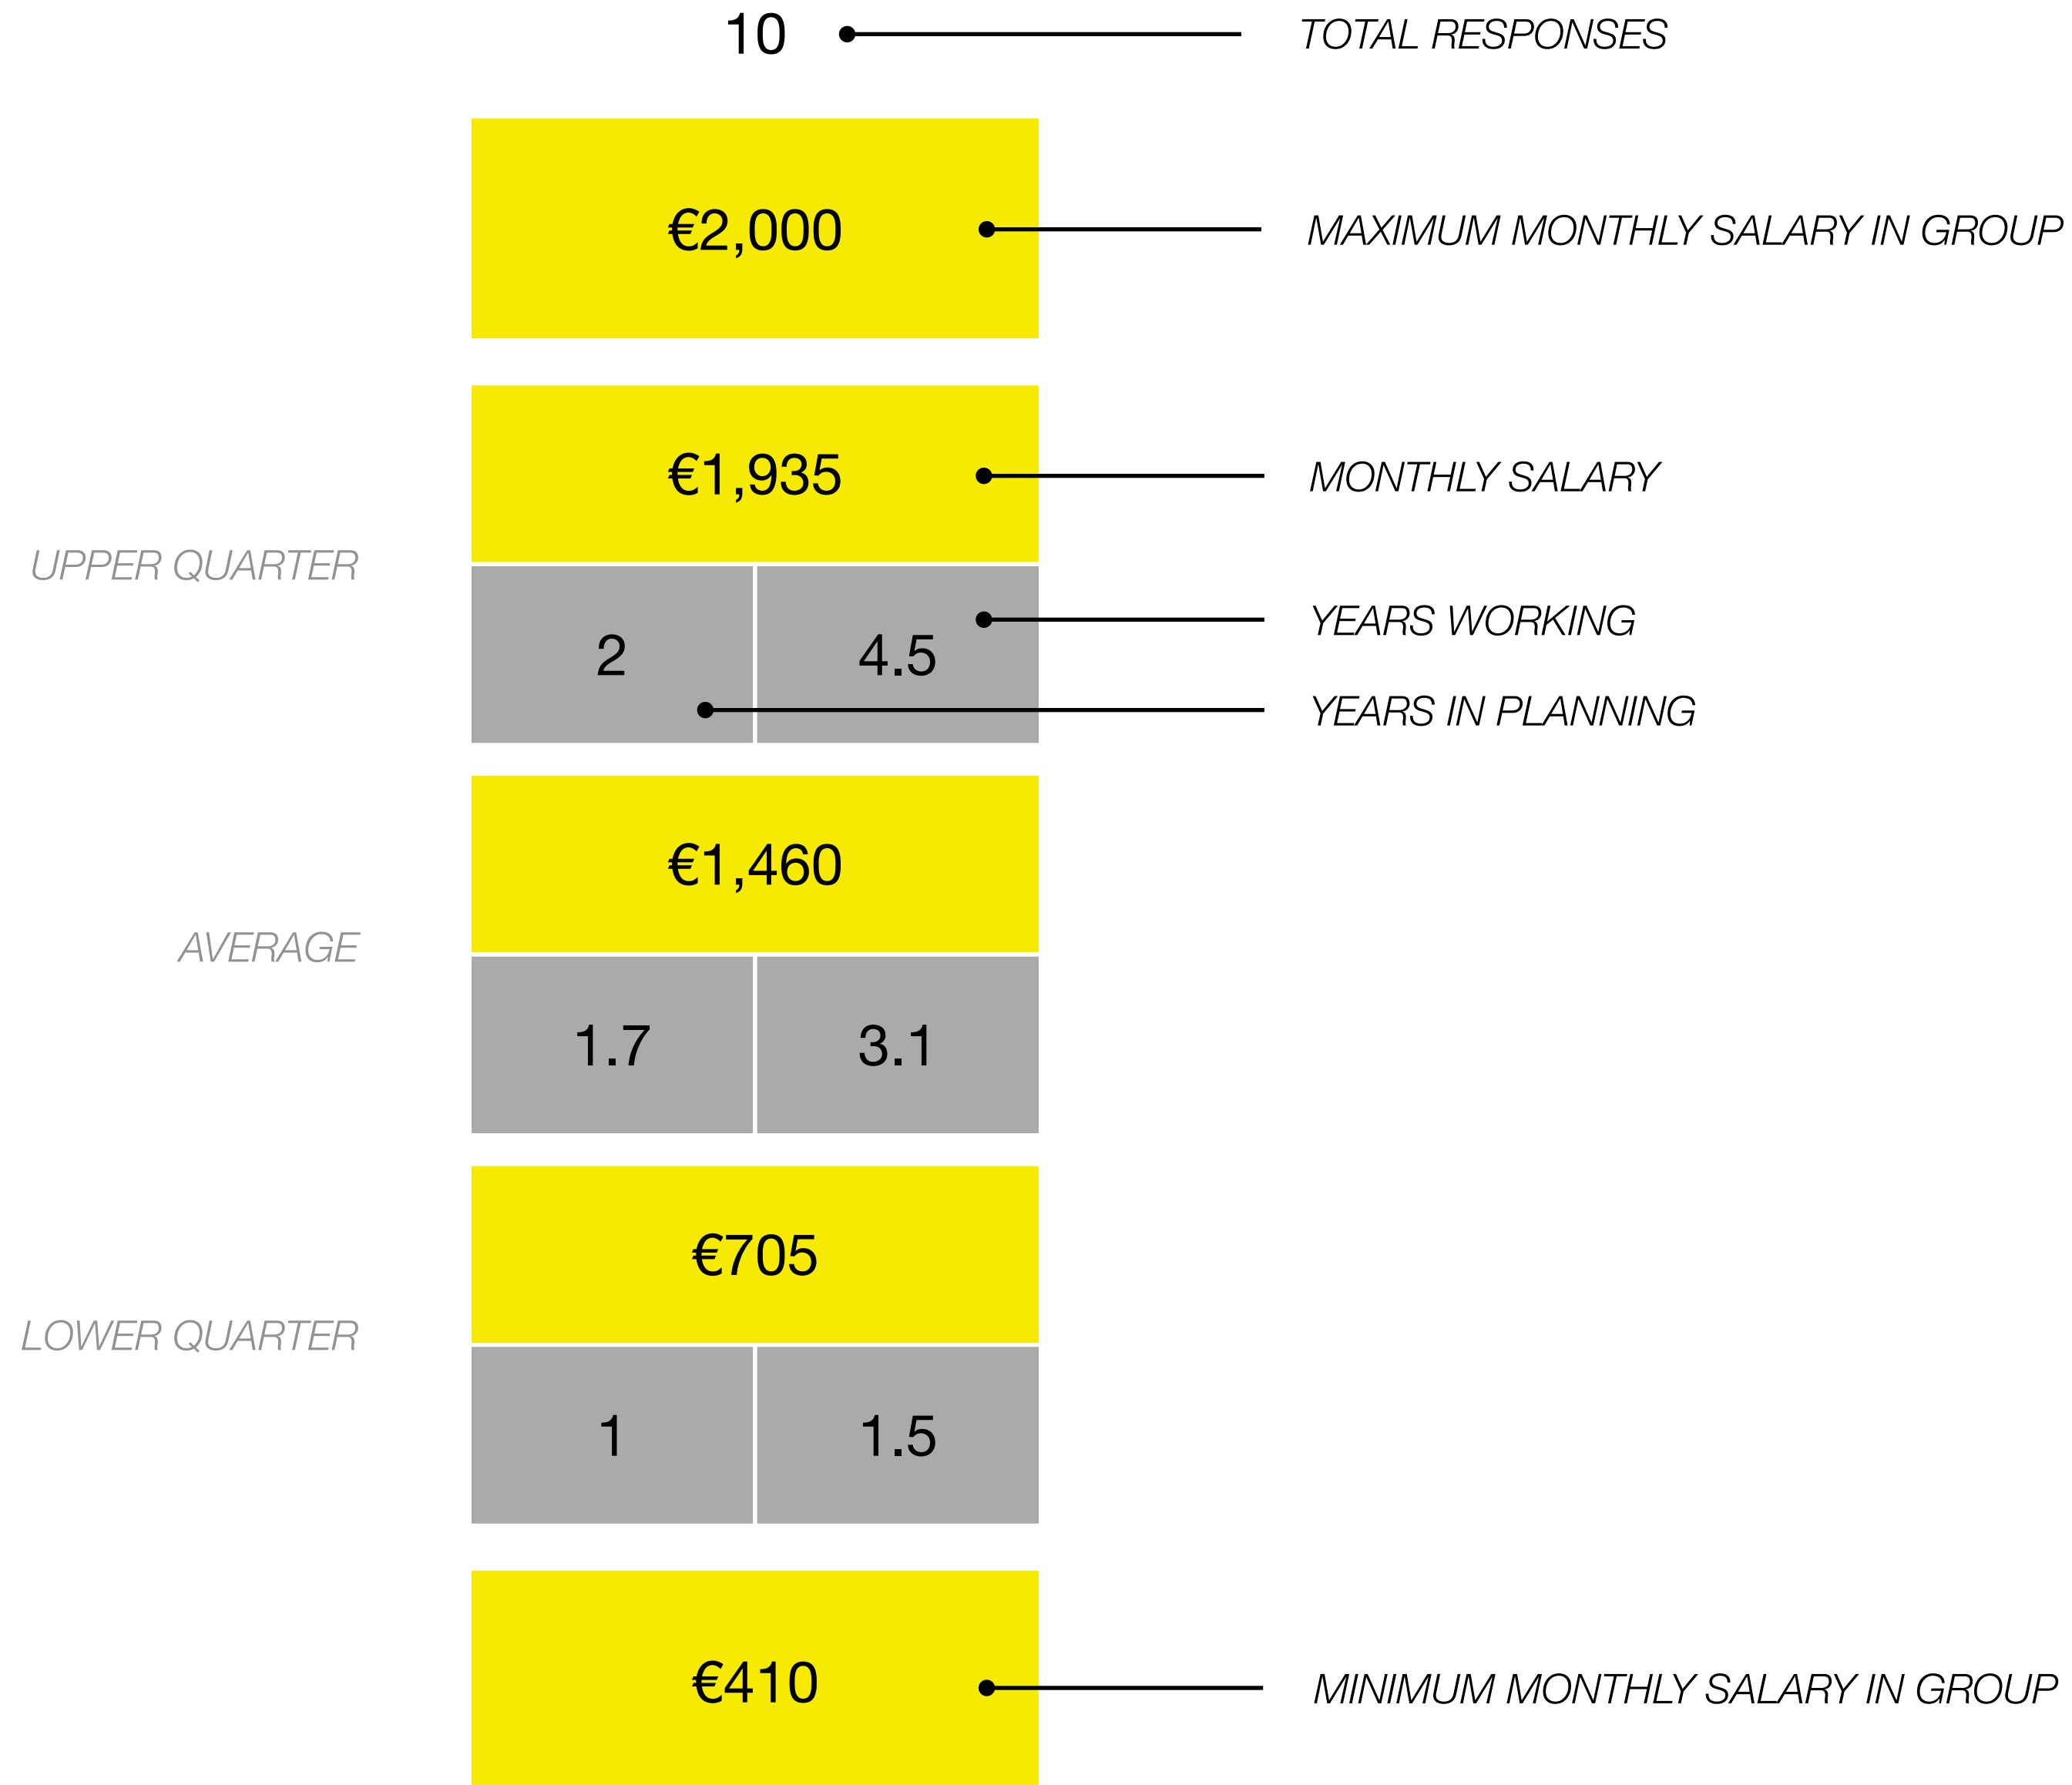 10 TOTAL RESPONSES
€2,000 MAXIMUM MONTHLY SALARY IN GROUP
€1,935 MONTHLY SALARY
UPPER QUARTER
2 4.5 YEARS WORKING
YEARS IN PLANNING
€1,460
AVERAGE
1.7 3.1
€705
LOWER QUARTER
1 1.5
€410 MINIMUM MONTHLY SALARY IN GROUP